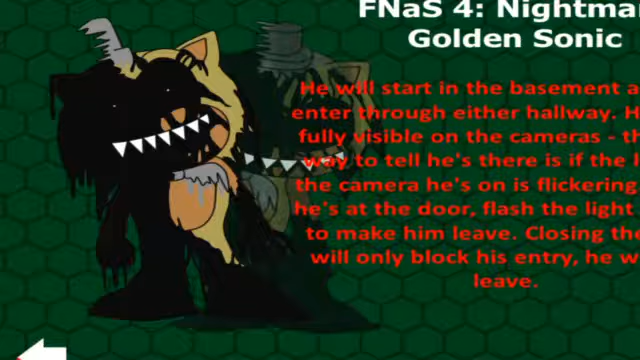 FNaS 4: Nightma
Golden Sonic
He will start in the basement a
enter through either hallway. H
fully visible on the cameras - th
way to tell he's there is if the l
the camera he's on is flickering
he's at the door, flash the light
to make him leave. Closing the
will only block his entry, he w
leave.